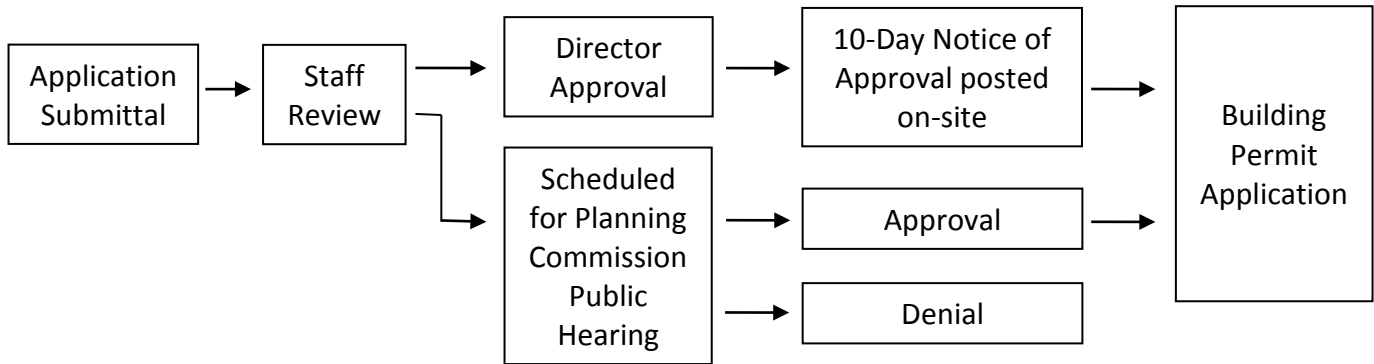 Application
Submittal
Staff
Review
Director
Approval
10-Day Notice of
Approval posted
on-site
Scheduled
for Planning
Commission
Public
Hearing
Approval
Denial
Building
Permit
Application